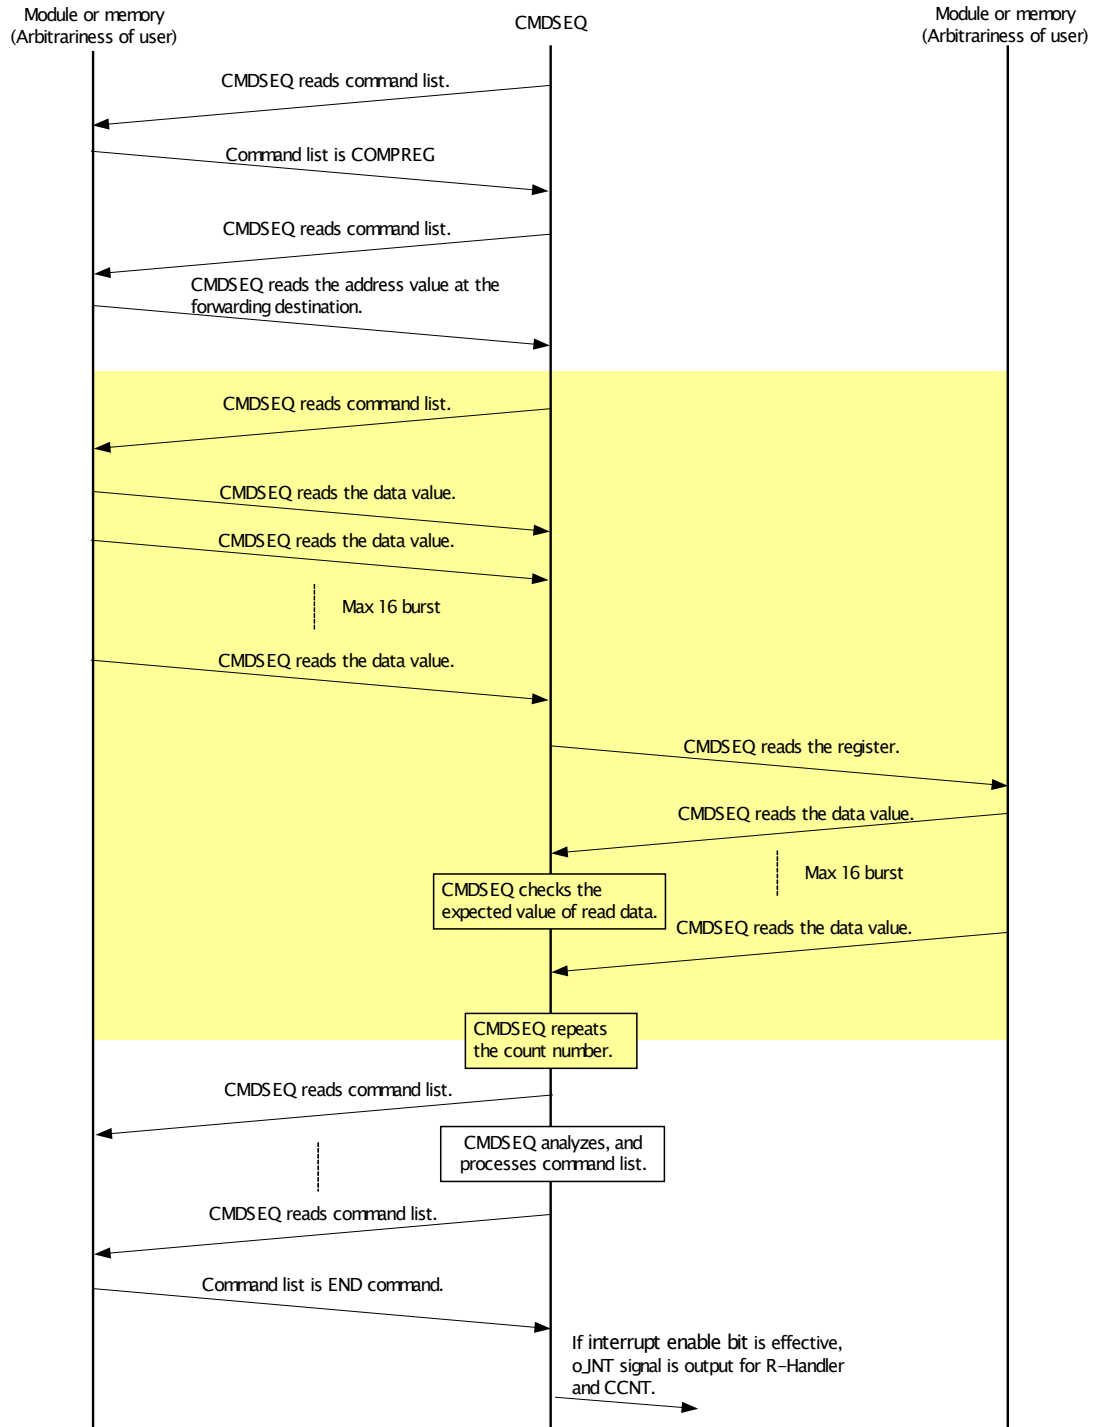 Module or memory
(Arbitrariness of user)
CMDSEQ
Module or memory
(Arbitrariness of user)
CMDSEQ reads command list.
Command list is COMPREG
CMDSEQ reads command list.
CMDSEQ reads the address value at the
forwarding destination.
CMDSEQ reads command list.
CMDSEQ reads the data value.
CMDSEQ reads the data value.
Max 16 burst
CMDSEQ reads the data value.
CMDSEQ reads the register.
CMDSEQ reads the data value.
Max 16 burst
CMDSEQ checks the
expected value of read data.
CMDSEQ reads the data value.
CMDSEQ repeats
the count number.
CMDSEQ reads command list.
CMDSEQ analyzes, and
processes command list.
CMDSEQ reads command list.
Command list is END command.
If interrupt enable bit is effective,
o_INT signal is output for R-Handler
and CCNT.